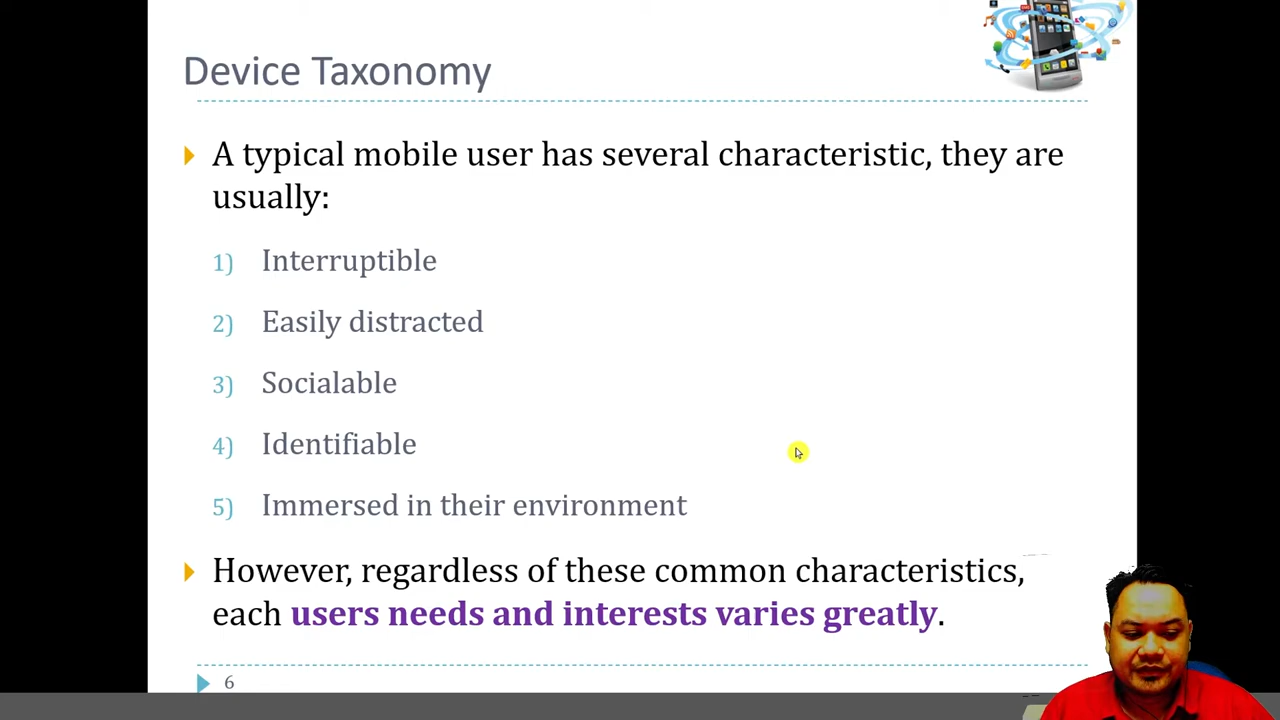 Device Taxonomy
A typical mobile user has several characteristic, they are
usually:
1) Interruptible
2) Easily distracted
3) Socialable
4) Identifiable
5) Immersed in their environment
However, regardless of these common characteristics,
each users needs and interests varies greatly.
6